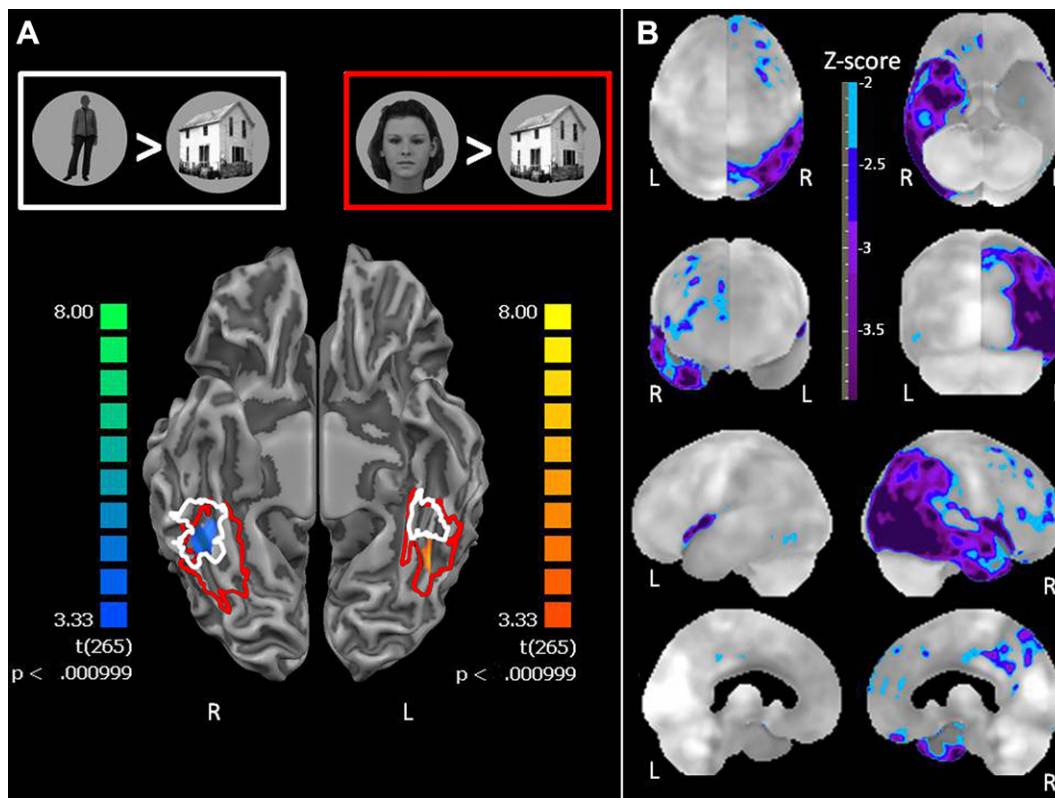 A
>
>
8.00
8.00
3.33
3.33
t(265)
t(265)
p < .000999
p < .000999
R
L
B
Z-score
-2
-2.5
-3
-3.5
L
R
R
R
L
L
L
R
L
R